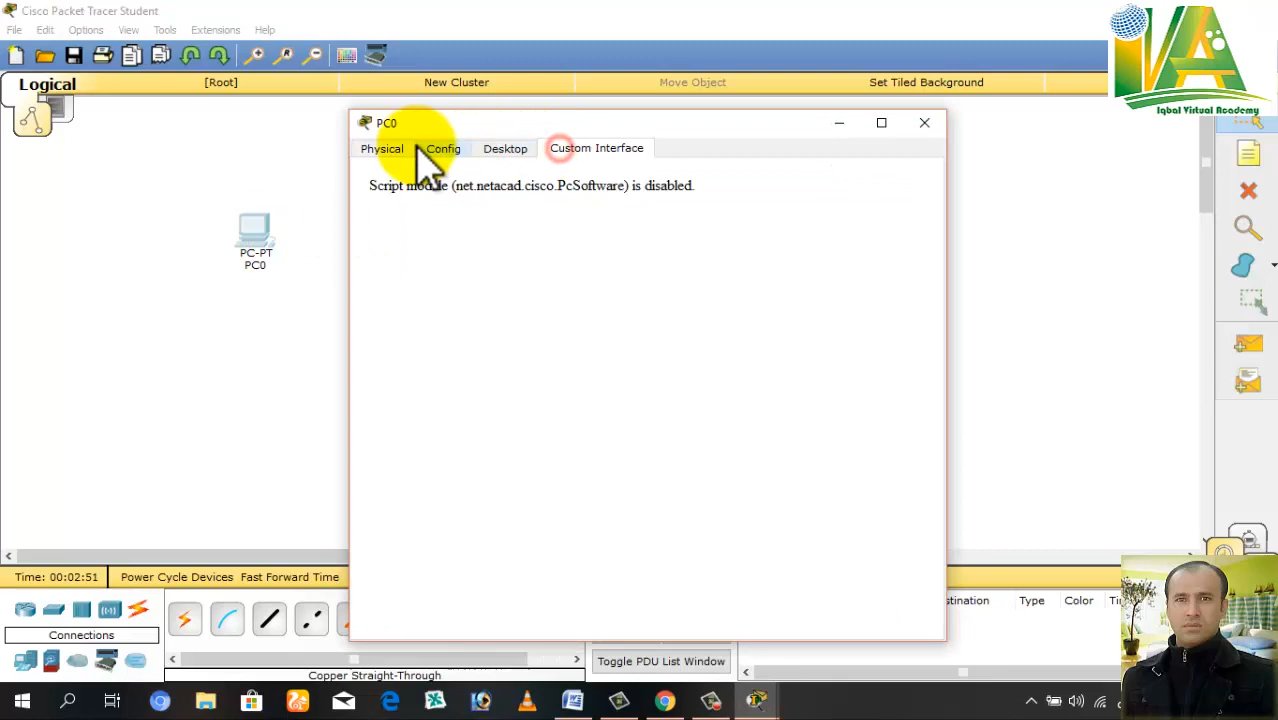 Cisco Packet Tracer Student
File Edit Options View Tools Extensions Help
Logical [Root] New Cluster Move Object Set Tiled Background
Iqbal Virtual Academy
PC0
Physical Config Desktop Custom Interface
Script module (net.netacad.cisco.PcSoftware) is disabled.
PC-PT
PC0
Time: 00:02:51 Power Cycle Devices Fast Forward Time
stination Type Color
Connections
Toggle PDU List Window
Copper Straight-Through